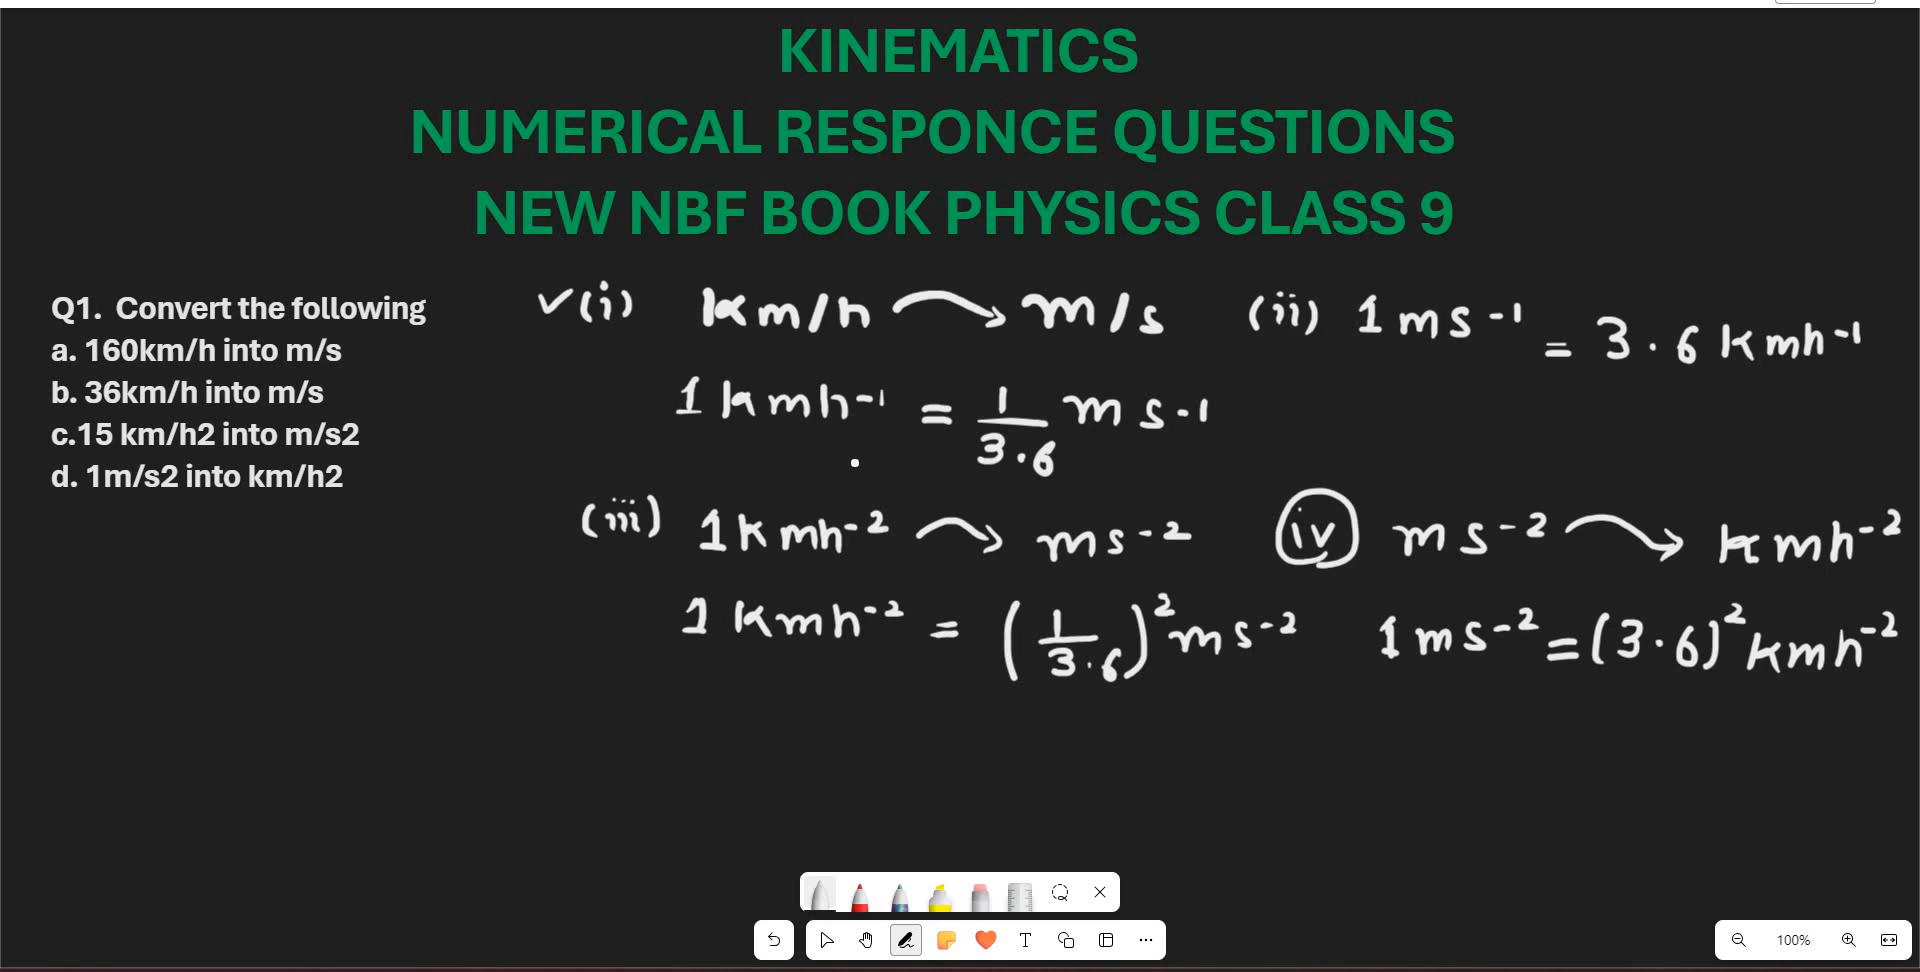 KINEMATICS
NUMERICAL RESPONCE QUESTIONS
NEW NBF BOOK PHYSICS CLASS 9
Q1. Convert the following
a. 160km/h into m/s
b. 36km/h into m/s
c.15 km/h2 into m/s2
d. 1m/s2 into km/h2
✓(i) km/h → m/s
1 kmh⁻¹ = 1/3.6 ms⁻¹
(ii) 1 ms⁻¹ = 3.6 kmh⁻¹
(iii) 1 kmh⁻² → ms⁻²
1 kmh⁻² = (1/3.6)² ms⁻²
iv ms⁻² → kmh⁻²
1 ms⁻² = (3.6)² kmh⁻²
T
100%